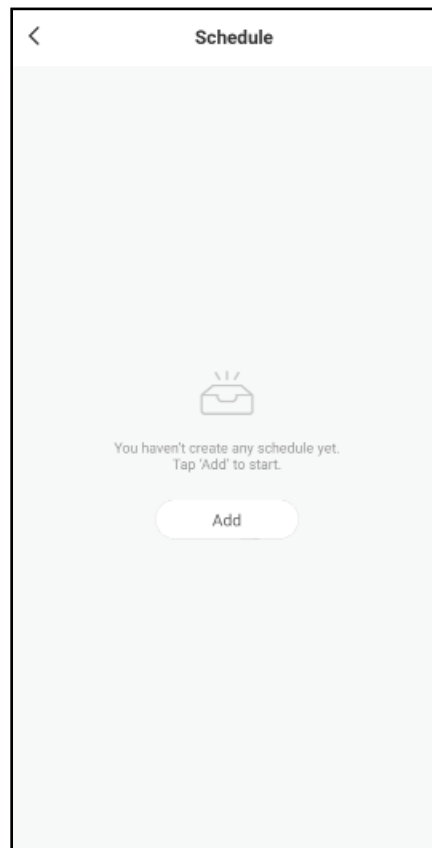 Schedule
You haven't create any schedule yet.
Tap 'Add' to start.
Add